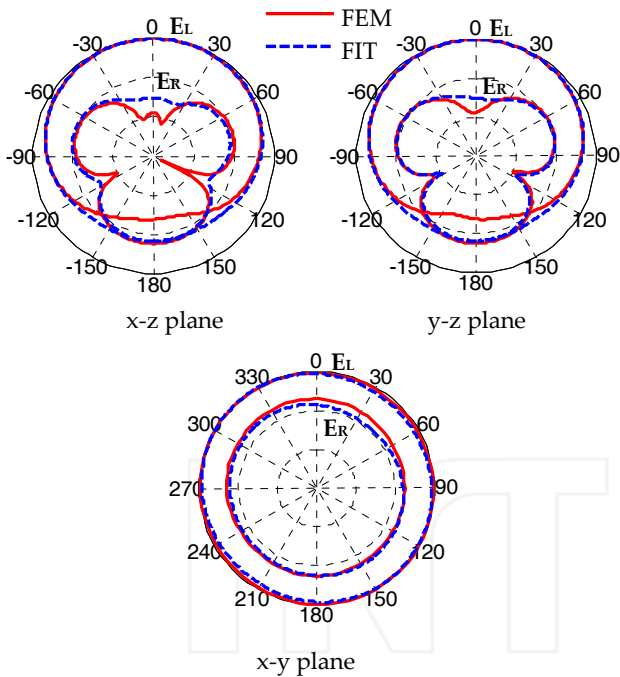 FEM
FIT
0 EL
-30 30
ER
-60 60
-90 90
-120 120
-150 150
180
x-z plane
0 EL
-30 30
ER
-60 60
-90 90
-120 120
-150 150
180
y-z plane
0 EL
330 30
300 60
ER
270 90
240 120
210 150
180
x-y plane
INT